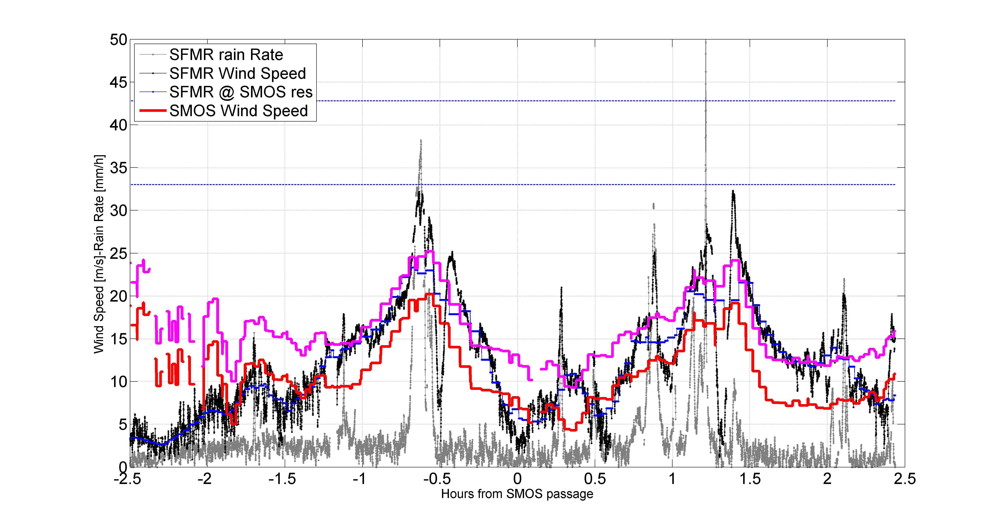 50
45
40
35
30
25
20
15
10
5
0
Wind Speed [m/s]-Rain Rate [mm/h]
SFMR rain Rate
SFMR Wind Speed
SFMR @ SMOS res
SMOS Wind Speed
-2.5 -2 -1.5 -1 -0.5 0 0.5 1 1.5 2 2.5
Hours from SMOS passage